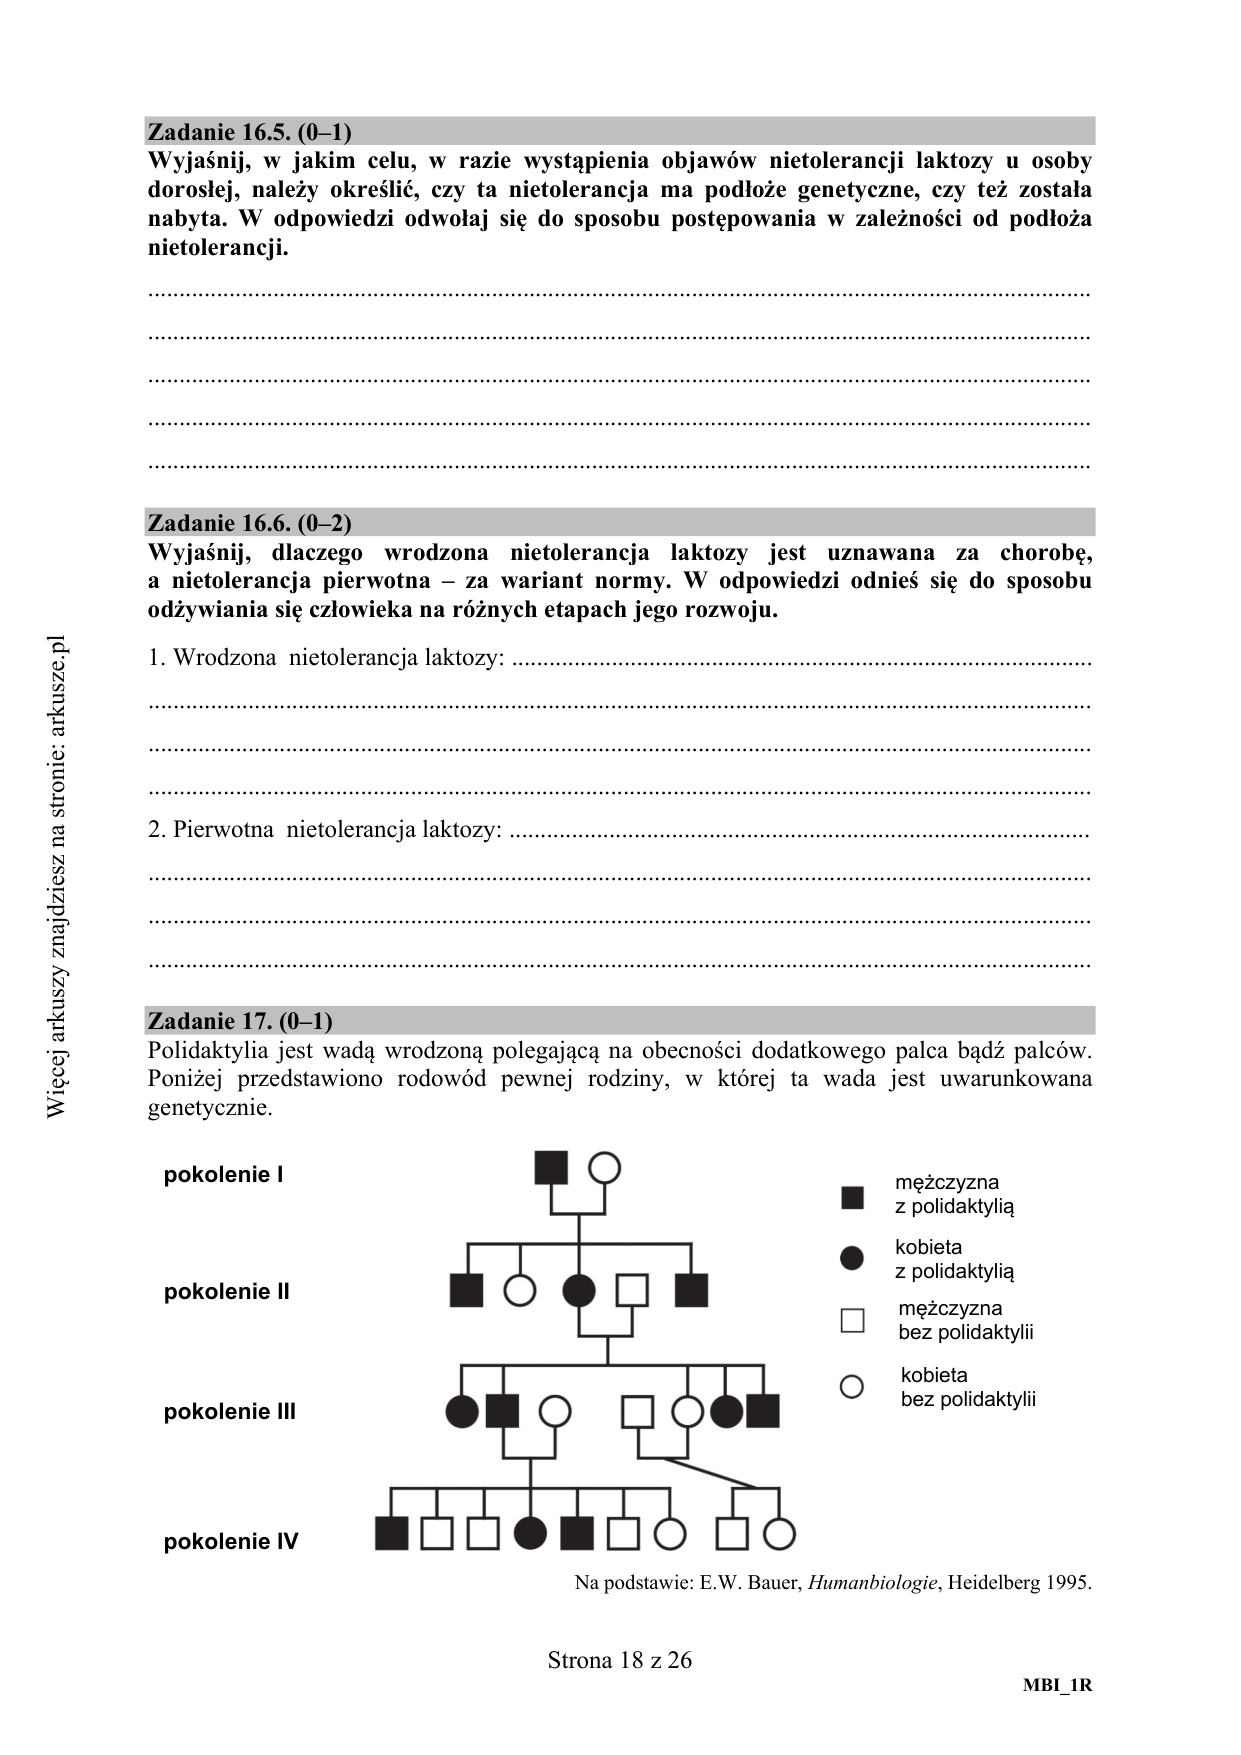 Zadanie 16.5. (0–1)
Wyjaśnij, w jakim celu, w razie wystąpienia objawów nietolerancji laktozy u osoby
dorosłej, należy określić, czy ta nietolerancja ma podłoże genetyczne, czy też została
nabyta. W odpowiedzi odwołaj się do sposobu postępowania w zależności od podłoża
nietolerancji.
Zadanie 16.6. (0–2)
Wyjaśnij, dlaczego wrodzona nietolerancja laktozy jest uznawana za chorobę,
a nietolerancja pierwotna – za wariant normy. W odpowiedzi odnieś się do sposobu
odżywiania się człowieka na różnych etapach jego rozwoju.
1. Wrodzona nietolerancja laktozy:
2. Pierwotna nietolerancja laktozy:
Zadanie 17. (0–1)
Polidaktylia jest wadą wrodzoną polegającą na obecności dodatkowego palca bądź palców.
Poniżej przedstawiono rodowód pewnej rodziny, w której ta wada jest uwarunkowana
genetycznie.
pokolenie I
pokolenie II
pokolenie III
pokolenie IV
mężczyzna
z polidaktylią
kobieta
z polidaktylią
mężczyzna
bez polidaktylii
kobieta
bez polidaktylii
Na podstawie: E.W. Bauer, Humanbiologie, Heidelberg 1995.
Strona 18 z 26
MBI_1R
Więcej arkuszy znajdziesz na stronie: arkusze.pl